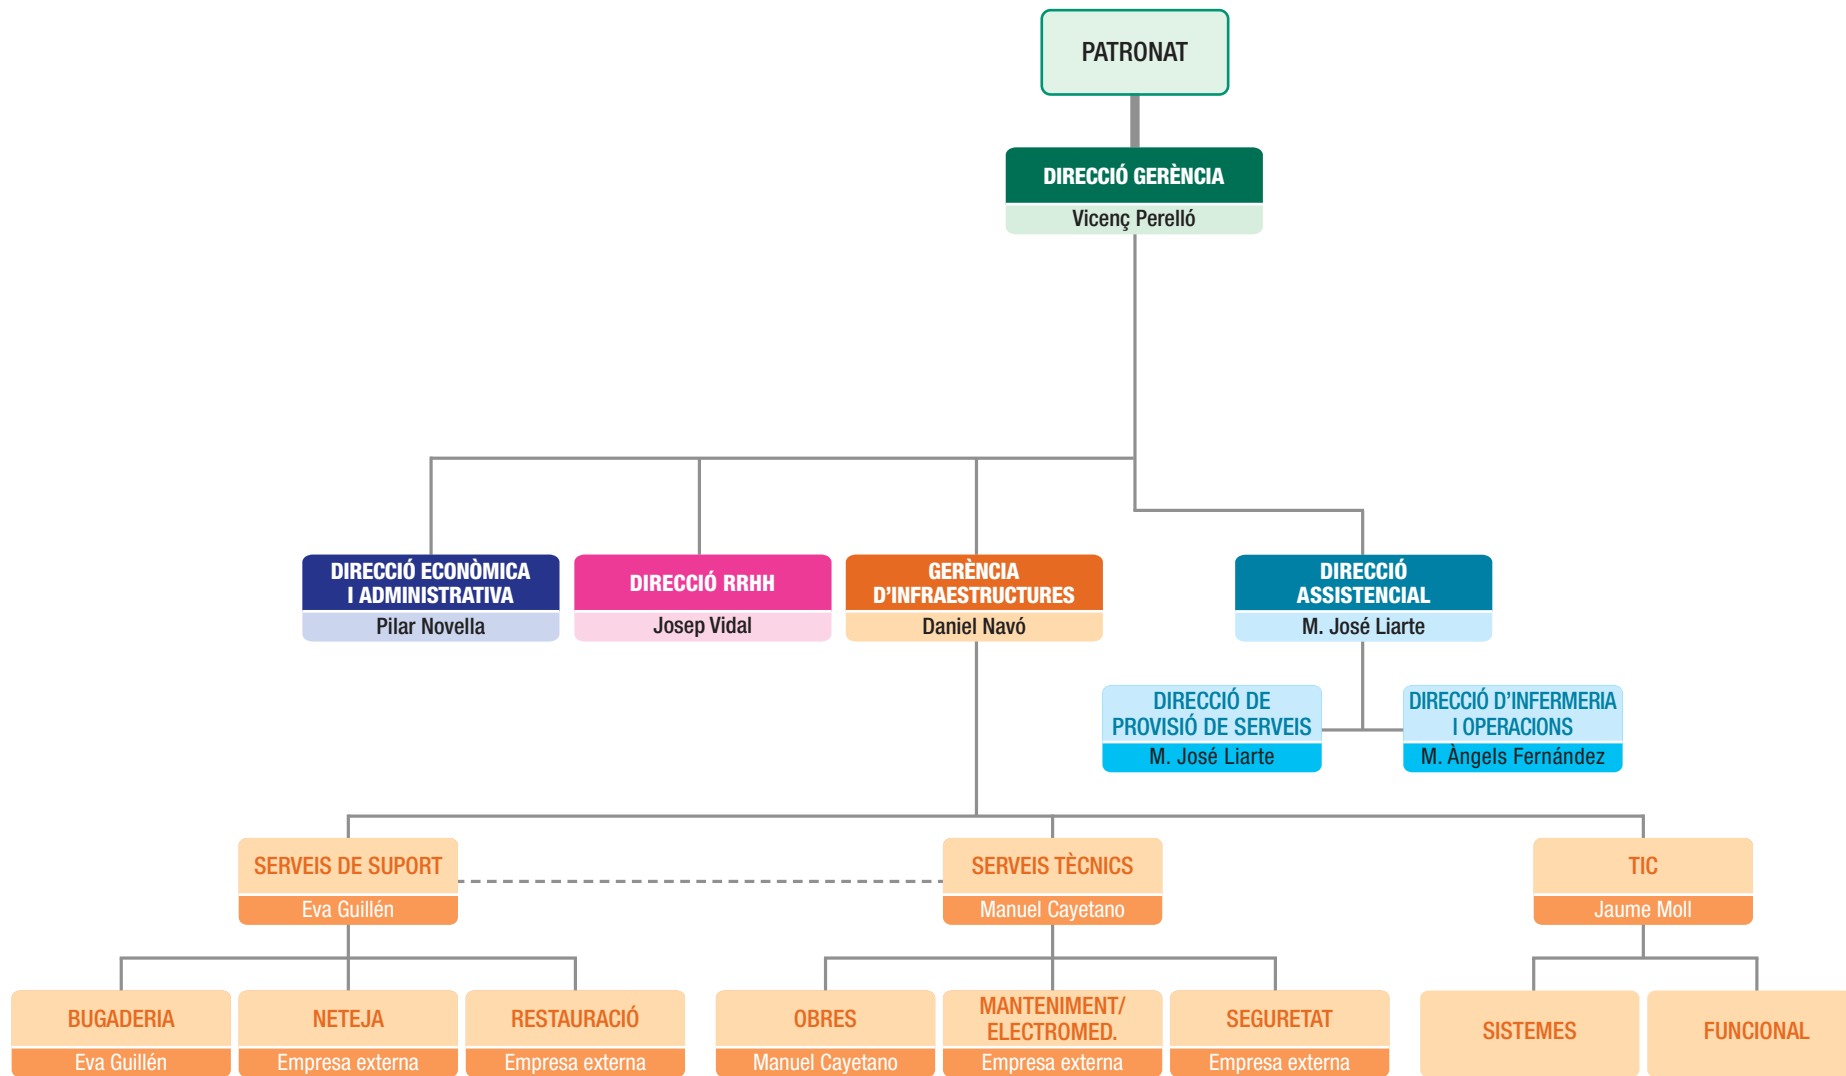 PATRONAT
DIRECCIÓ GERÈNCIA
Vicenç Perelló
DIRECCIÓ ECONÒMICA
I ADMINISTRATIVA
Pilar Novella
DIRECCIÓ RRHH
Josep Vidal
GERÈNCIA
D’INFRAESTRUCTURES
Daniel Navó
DIRECCIÓ
ASSISTENCIAL
M. José Liarte
DIRECCIÓ DE
PROVISIÓ DE SERVEIS
M. José Liarte
DIRECCIÓ D’INFERMERIA
I OPERACIONS
M. Àngels Fernández
SERVEIS DE SUPORT
Eva Guillén
SERVEIS TÈCNICS
Manuel Cayetano
TIC
Jaume Moll
BUGADERIA
Eva Guillén
NETEJA
Empresa externa
RESTAURACIÓ
Empresa externa
OBRES
Manuel Cayetano
MANTENIMENT/
ELECTROMED.
Empresa externa
SEGURETAT
Empresa externa
SISTEMES
FUNCIONAL